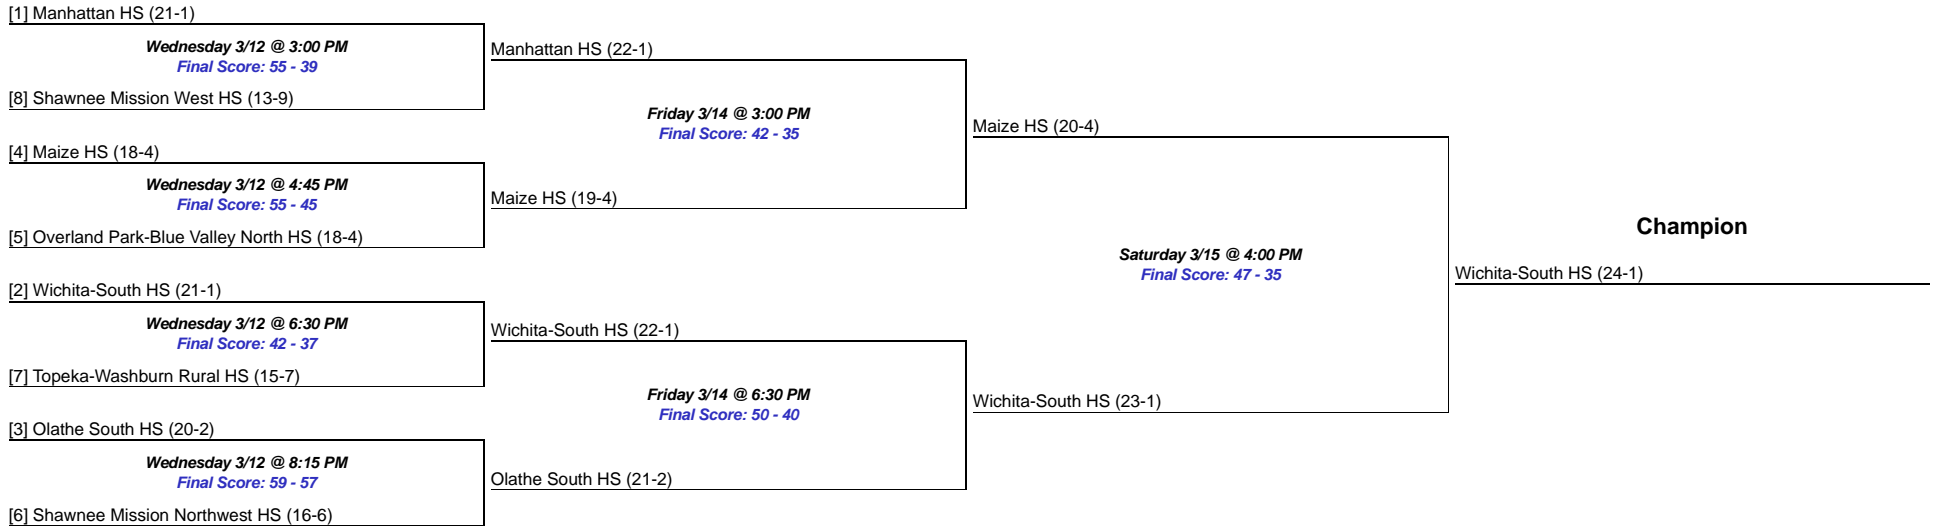 [1] Manhattan HS (21-1)
Wednesday 3/12 @ 3:00 PM
Final Score: 55 - 39
[8] Shawnee Mission West HS (13-9)
[4] Maize HS (18-4)
Wednesday 3/12 @ 4:45 PM
Final Score: 55 - 45
[5] Overland Park-Blue Valley North HS (18-4)
[2] Wichita-South HS (21-1)
Wednesday 3/12 @ 6:30 PM
Final Score: 42 - 37
[7] Topeka-Washburn Rural HS (15-7)
[3] Olathe South HS (20-2)
Wednesday 3/12 @ 8:15 PM
Final Score: 59 - 57
[6] Shawnee Mission Northwest HS (16-6)
Manhattan HS (22-1)
Friday 3/14 @ 3:00 PM
Final Score: 42 - 35
Maize HS (19-4)
Wichita-South HS (22-1)
Friday 3/14 @ 6:30 PM
Final Score: 50 - 40
Olathe South HS (21-2)
Maize HS (20-4)
Saturday 3/15 @ 4:00 PM
Final Score: 47 - 35
Wichita-South HS (23-1)
Champion
Wichita-South HS (24-1)